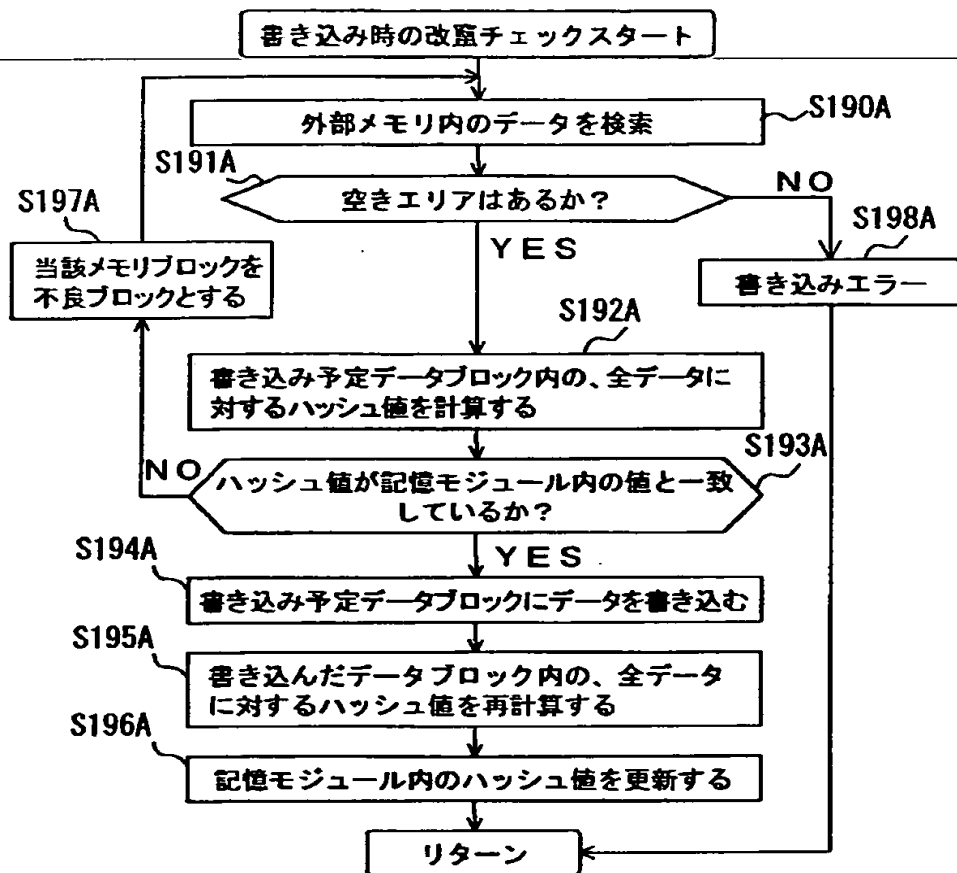 書き込み時の改竄チェックスタート
外部メモリ内のデータを検索
S190A
S191A
空きエリアはあるか？
NO
S197A
当該メモリブロックを
不良ブロックとする
YES
S198A
書き込みエラー
S192A
書き込み予定データブロック内の、全データに
対するハッシュ値を計算する
S193A
NO
ハッシュ値が記憶モジュール内の値と一致
しているか？
YES
S194A
書き込み予定データブロックにデータを書き込む
S195A
書き込んだデータブロック内の、全データ
に対するハッシュ値を再計算する
S196A
記憶モジュール内のハッシュ値を更新する
リターン